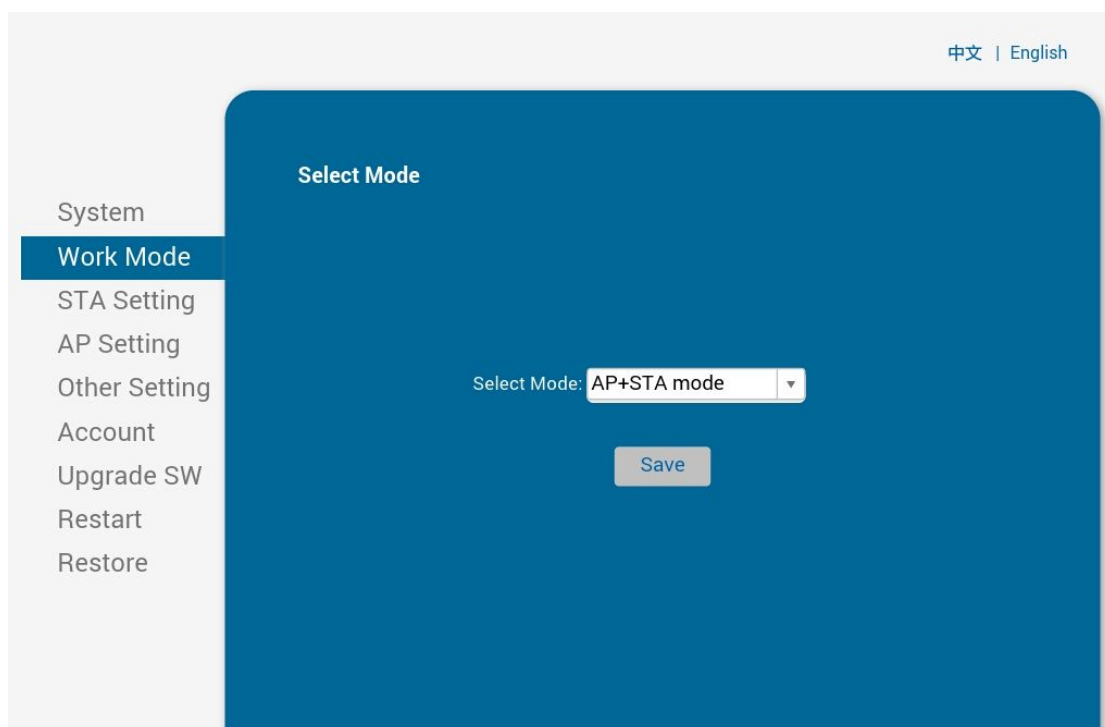 中文 | English
Select Mode
System
Work Mode
STA Setting
AP Setting
Other Setting
Account
Upgrade SW
Restart
Restore
Select Mode: AP+STA mode
Save